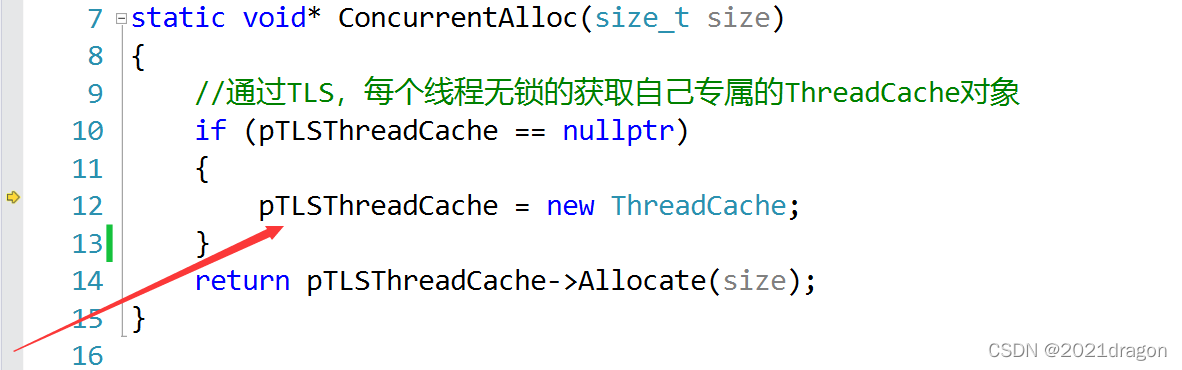 7 static void* ConcurrentAlloc(size_t size)
8 {
9 //通过TLS，每个线程无锁的获取自己专属的ThreadCache对象
10 if (pTLSThreadCache == nullptr)
11 {
12 pTLSThreadCache = new ThreadCache;
13 }
14 return pTLSThreadCache->Allocate(size);
15 }
16
CSDN @2021dragon